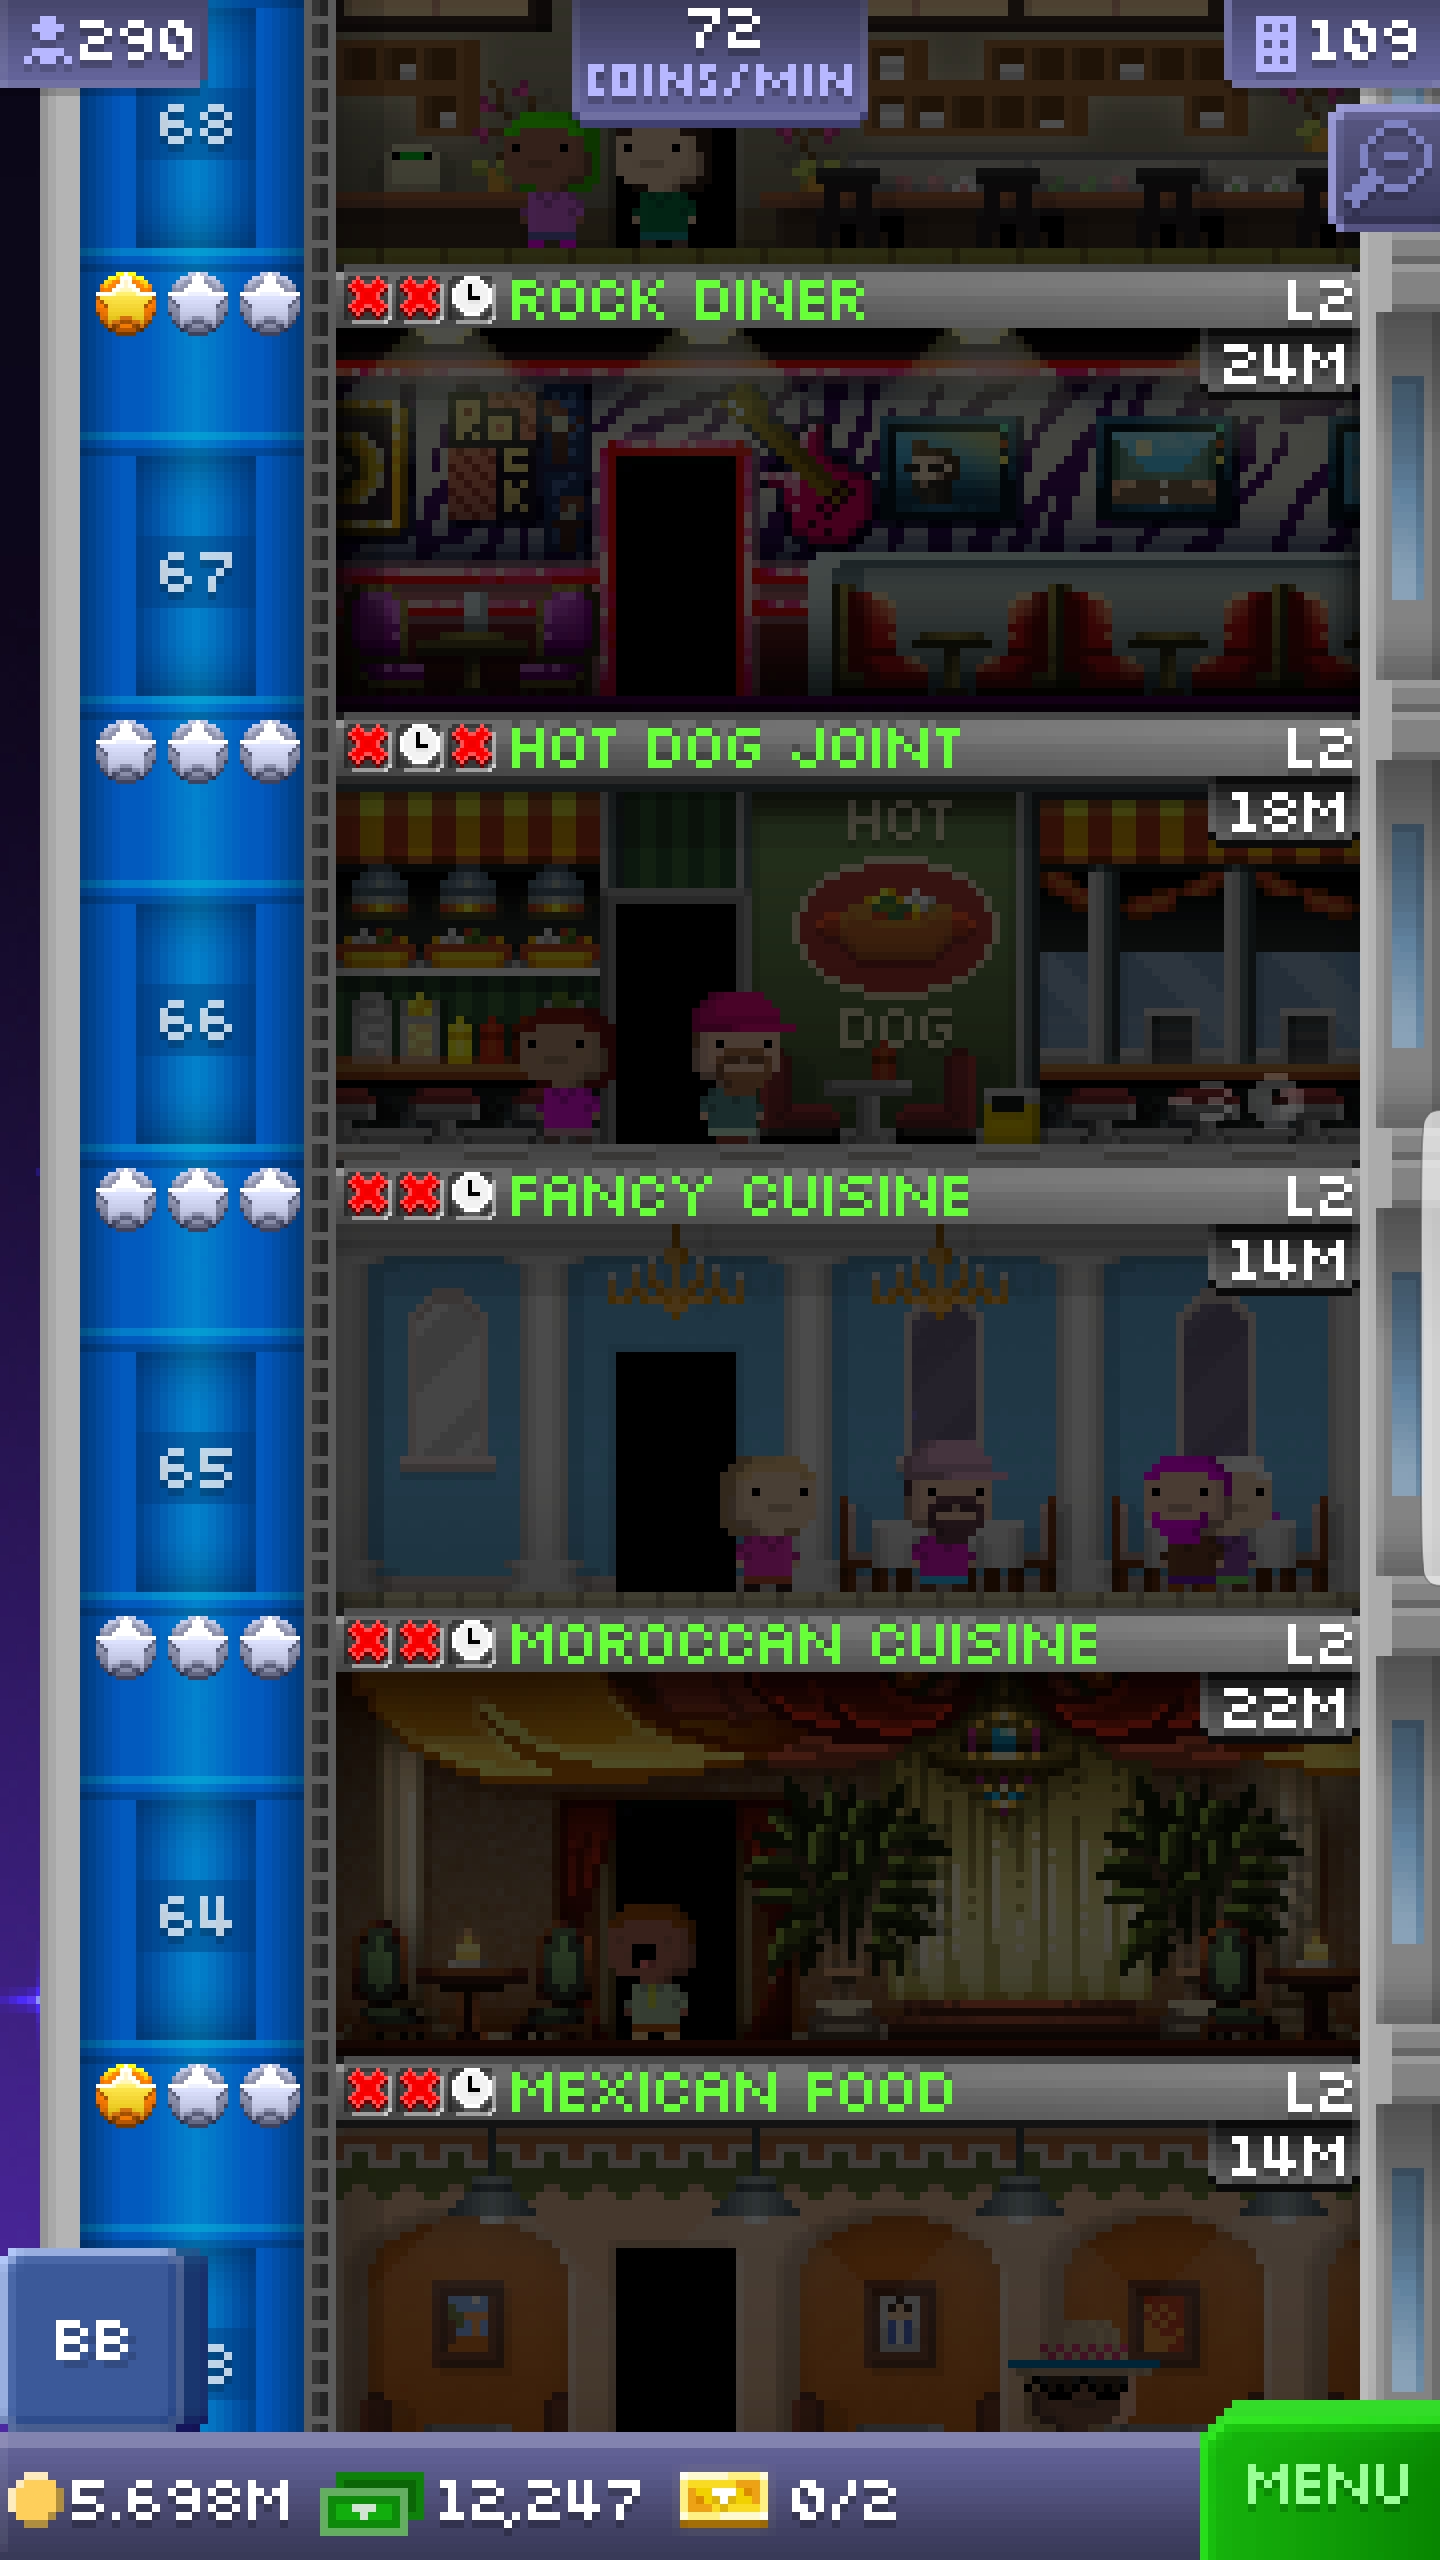 290
72
COINS/MIN
109
68
ROCK DINER L2
24M
Ro
CK
67
HOT DOG JOINT L2
18M
HOT
DOG
66
FANCY CUISINE L2
14M
65
MOROCCAN CUISINE L2
22M
64
MEXICAN FOOD L2
14M
BB
3
5.698M 12,247 0/2
MENU